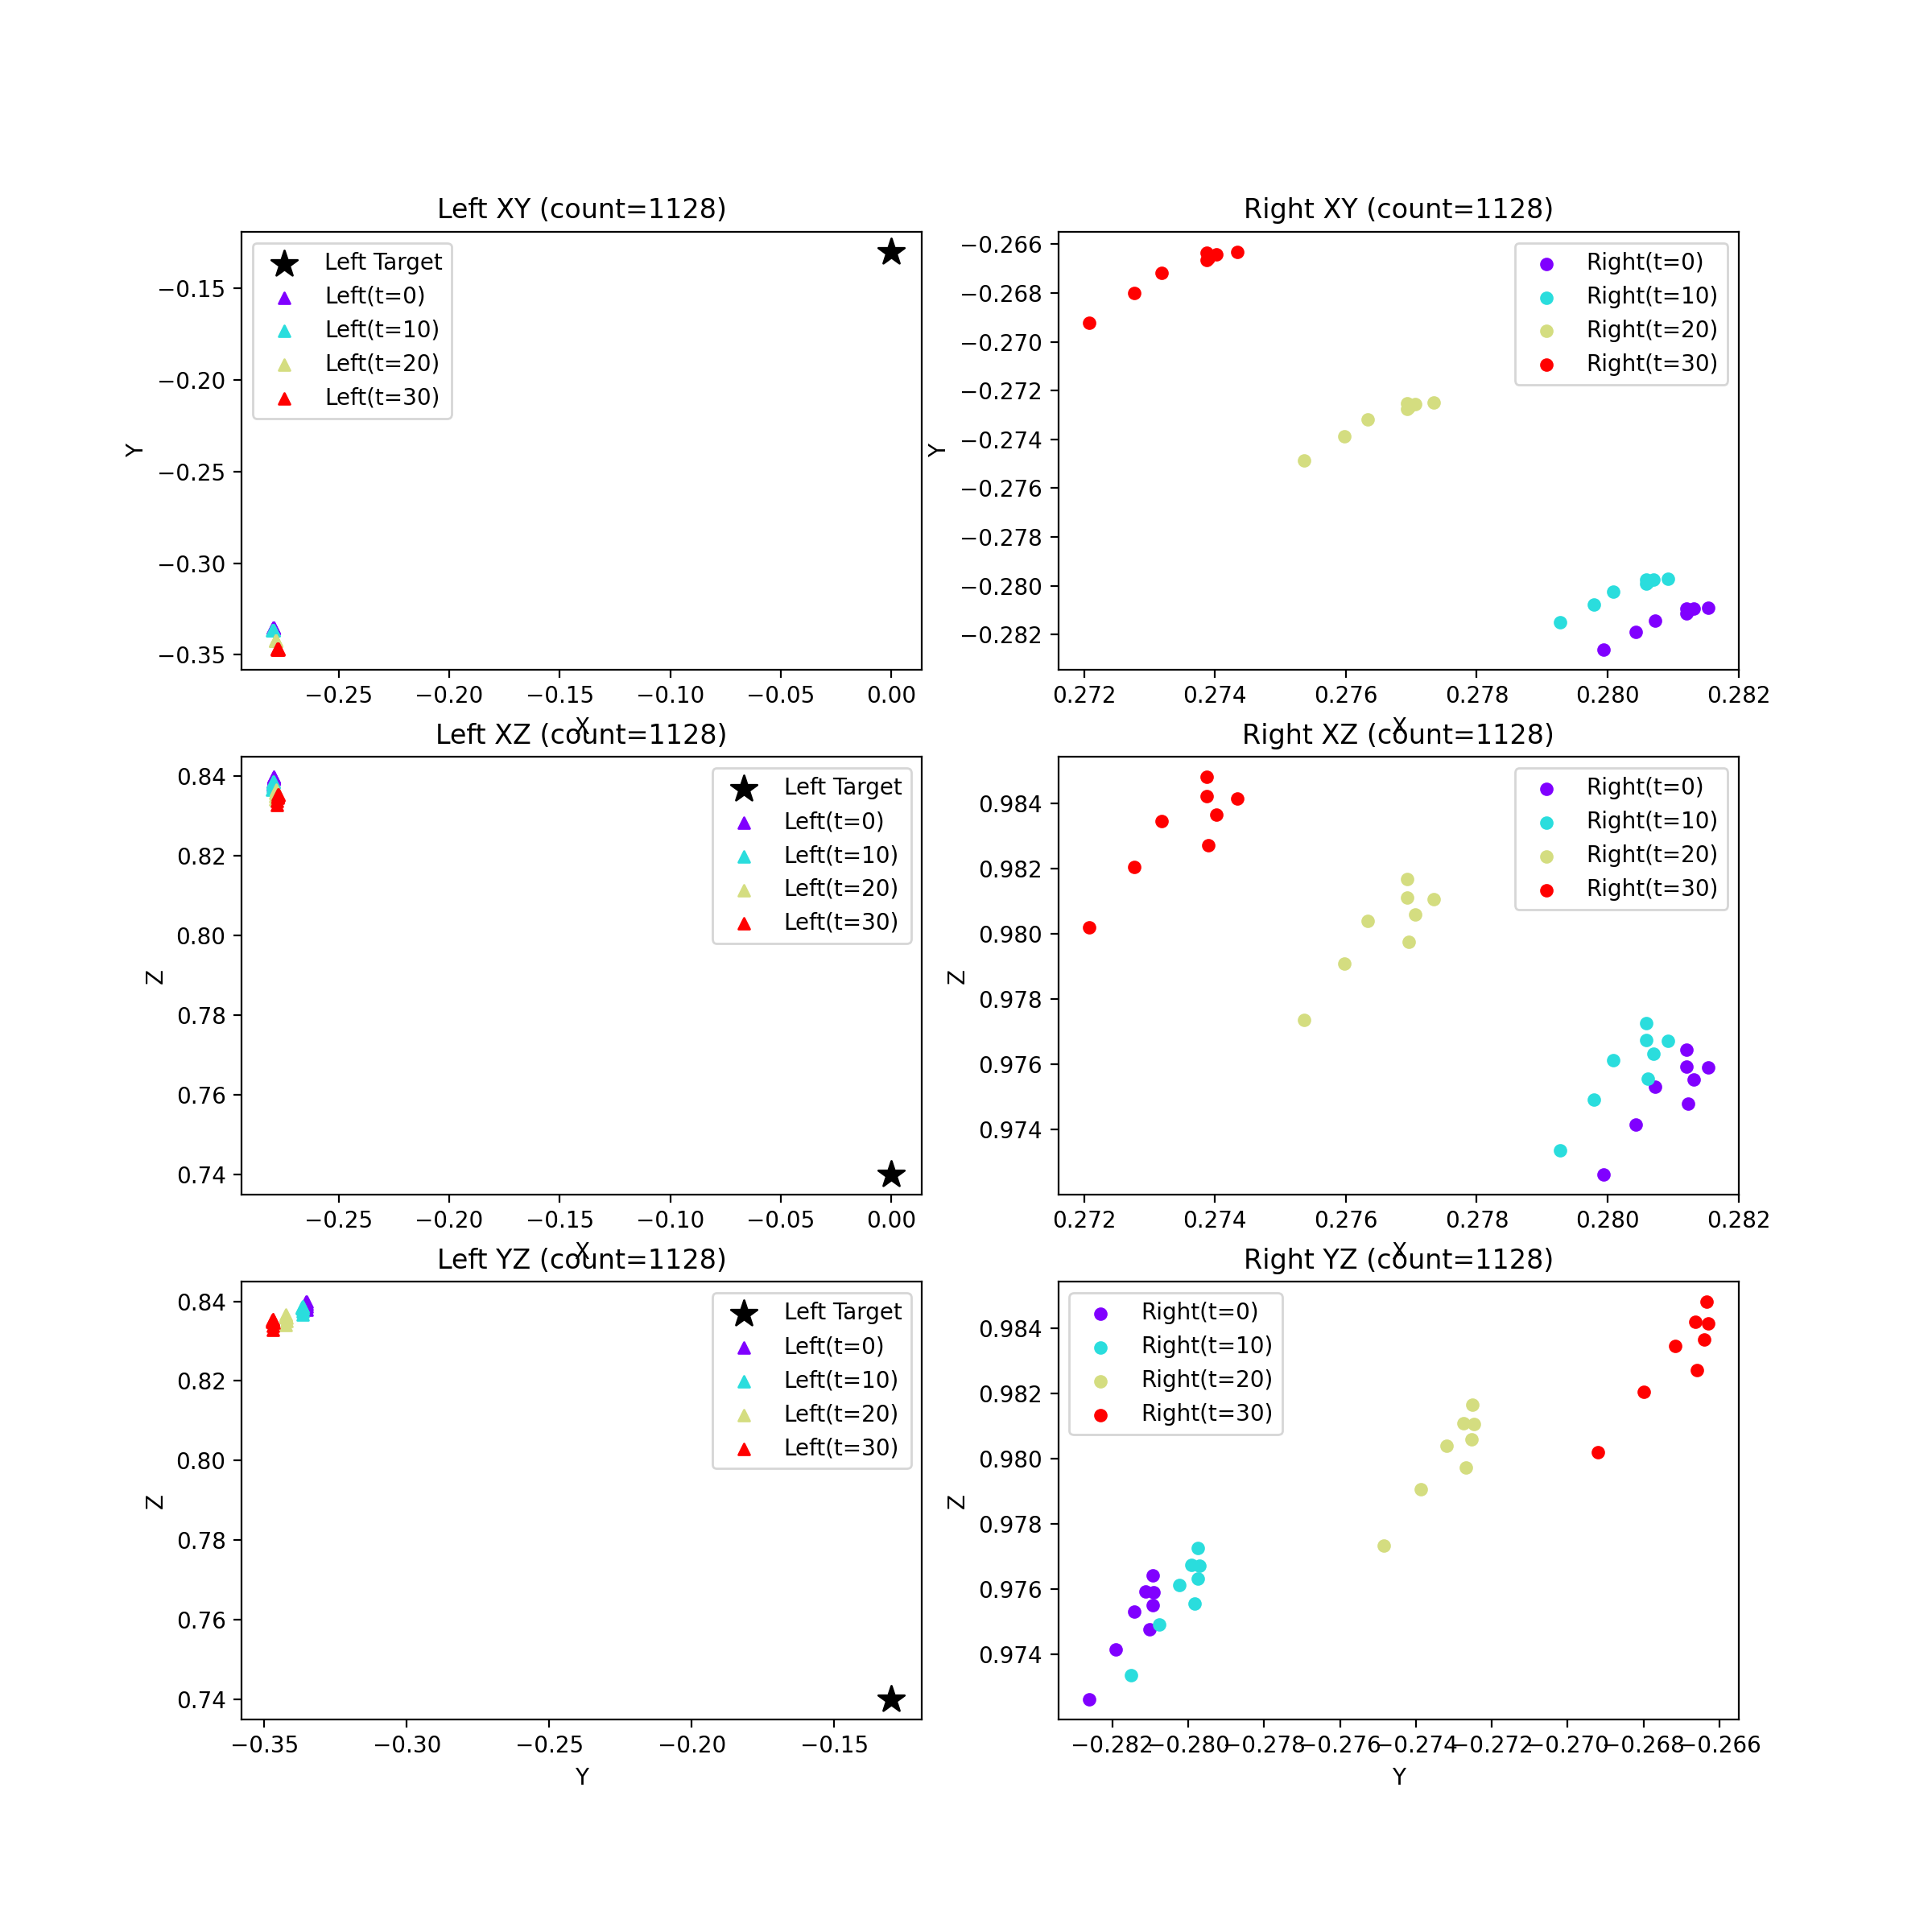 Left XY (count=1128)
Left Target
Left(t=0)
Left(t=10)
Left(t=20)
Left(t=30)
−0.15
−0.20
−0.25
−0.30
−0.35
Y
−0.25 −0.20 −0.15 −0.10 −0.05 0.00
X
Right XY (count=1128)
Right(t=0)
Right(t=10)
Right(t=20)
Right(t=30)
−0.266
−0.268
−0.270
−0.272
−0.274
−0.276
−0.278
−0.280
−0.282
Y
0.272 0.274 0.276 0.278 0.280 0.282
X
Left XZ (count=1128)
Left Target
Left(t=0)
Left(t=10)
Left(t=20)
Left(t=30)
0.84
0.82
0.80
0.78
0.76
0.74
Z
−0.25 −0.20 −0.15 −0.10 −0.05 0.00
X
Right XZ (count=1128)
Right(t=0)
Right(t=10)
Right(t=20)
Right(t=30)
0.984
0.982
0.980
0.978
0.976
0.974
Z
0.272 0.274 0.276 0.278 0.280 0.282
X
Left YZ (count=1128)
Left Target
Left(t=0)
Left(t=10)
Left(t=20)
Left(t=30)
0.84
0.82
0.80
0.78
0.76
0.74
Z
−0.35 −0.30 −0.25 −0.20 −0.15
Y
Right YZ (count=1128)
Right(t=0)
Right(t=10)
Right(t=20)
Right(t=30)
0.984
0.982
0.980
0.978
0.976
0.974
Z
−0.282 −0.280 −0.278 −0.276 −0.274 −0.272 −0.270 −0.268 −0.266
Y